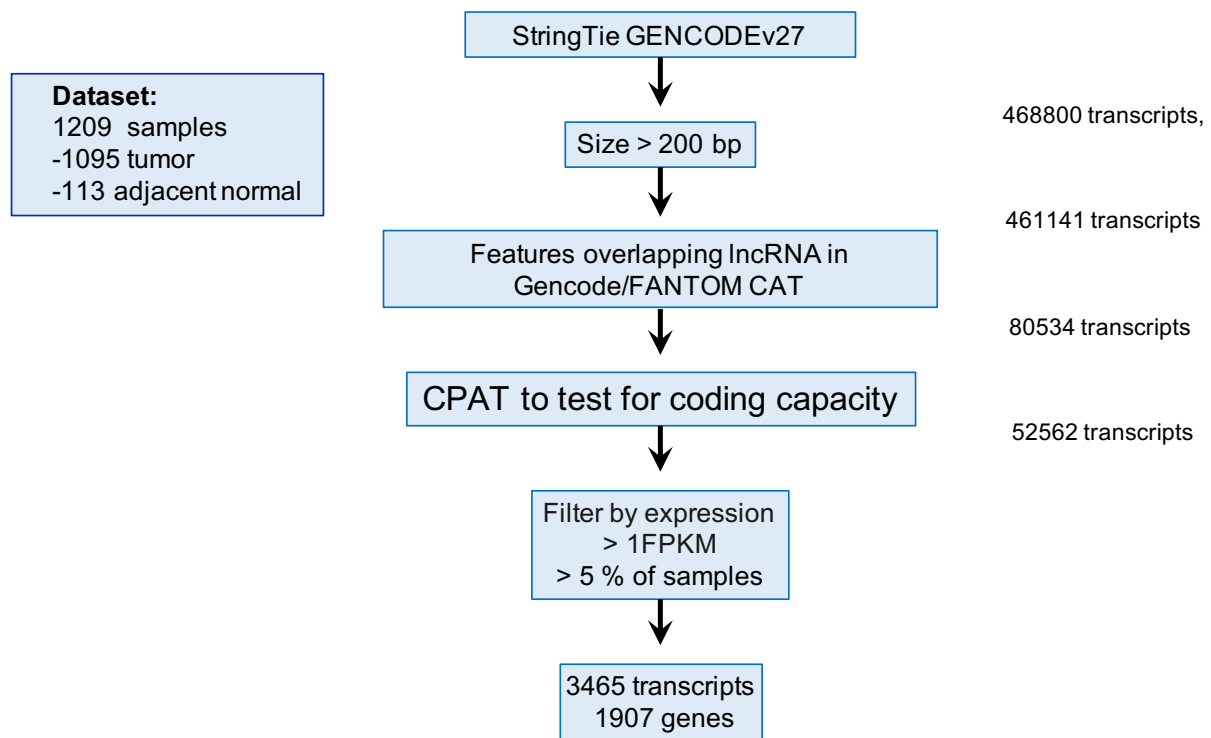 StringTie GENCODEv27
Dataset:
1209 samples
-1095 tumor
-113 adjacent normal
468800 transcripts,
Size > 200 bp
461141 transcripts
Features overlapping lncRNA in
Gencode/FANTOM CAT
80534 transcripts
CPAT to test for coding capacity
52562 transcripts
Filter by expression
> 1FPKM
> 5 % of samples
3465 transcripts
1907 genes